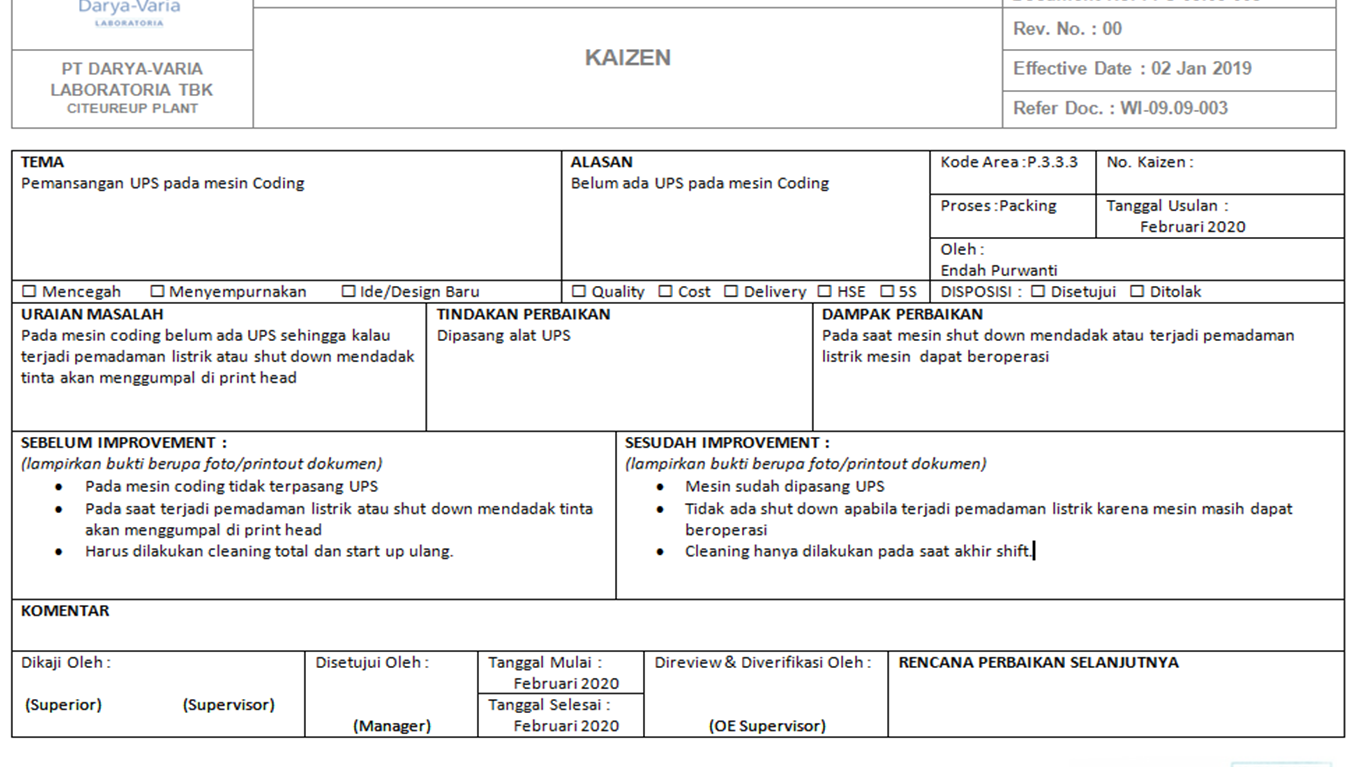 Darya-Varia
LABORATORIA
PT DARYA-VARIA
LABORATORIA TBK
CITEUREUP PLANT
KAIZEN
Rev. No. : 00
Effective Date : 02 Jan 2019
Refer Doc. : WI-09.09-003
TEMA
Pemansangan UPS pada mesin Coding
ALASAN
Belum ada UPS pada mesin Coding
Kode Area :P.3.3.3
No. Kaizen :
Proses :Packing
Tanggal Usulan :
Februari 2020
Oleh :
Endah Purwanti
☐ Mencegah ☐ Menyempurnakan ☐ Ide/Design Baru
☐ Quality ☐ Cost ☐ Delivery ☐ HSE ☐ 5S
DISPOSISI : ☐ Disetujui ☐ Ditolak
URAIAN MASALAH
Pada mesin coding belum ada UPS sehingga kalau
terjadi pemadaman listrik atau shut down mendadak
tinta akan menggumpal di print head
TINDAKAN PERBAIKAN
Dipasang alat UPS
DAMPAK PERBAIKAN
Pada saat mesin shut down mendadak atau terjadi pemadaman
listrik mesin dapat beroperasi
SEBELUM IMPROVEMENT :
(lampirkan bukti berupa foto/printout dokumen)
• Pada mesin coding tidak terpasang UPS
• Pada saat terjadi pemadaman listrik atau shut down mendadak tinta
akan menggumpal di print head
• Harus dilakukan cleaning total dan start up ulang.
SESUDAH IMPROVEMENT :
(lampirkan bukti berupa foto/printout dokumen)
• Mesin sudah dipasang UPS
• Tidak ada shut down apabila terjadi pemadaman listrik karena mesin masih dapat
beroperasi
• Cleaning hanya dilakukan pada saat akhir shift.
KOMENTAR
Dikaji Oleh :
(Superior) (Supervisor)
Disetujui Oleh :
(Manager)
Tanggal Mulai :
Februari 2020
Tanggal Selesai :
Februari 2020
Direview & Diverifikasi Oleh :
(OE Supervisor)
RENCANA PERBAIKAN SELANJUTNYA